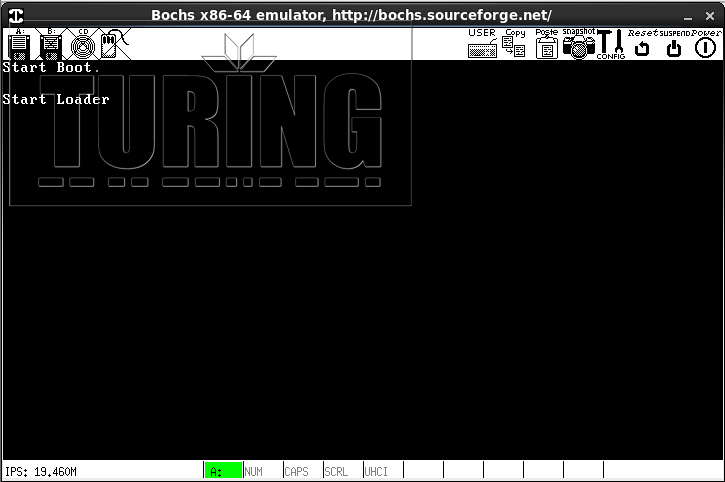 Bochs x86-64 emulator, http://bochs.sourceforge.net/
A: B: CD
USER Copy Paste snapshot CONFIG Reset SUSPEND Power
Start Boot.
Start Loader
TURING
IPS: 19.460M A: NUM CAPS SCRL UHCI